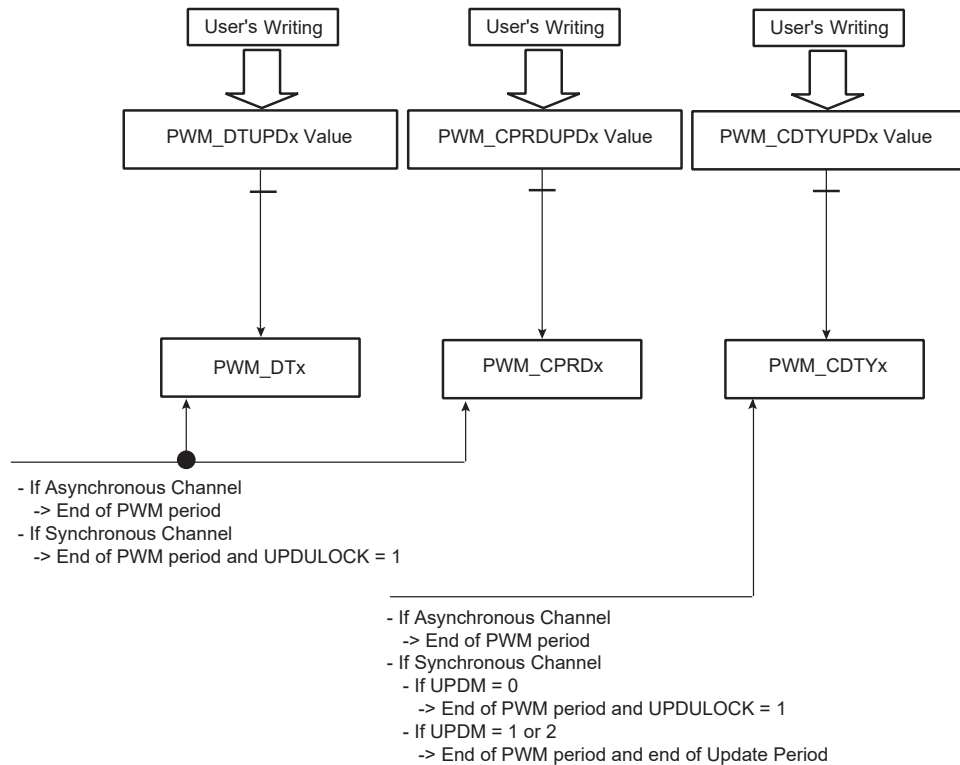 User's Writing
User's Writing
User's Writing
PWM_DTUPDx Value
PWM_CPRDUPDx Value
PWM_CDTYUPDx Value
PWM_DTx
PWM_CPRDx
PWM_CDTYx
- If Asynchronous Channel
-> End of PWM period
- If Synchronous Channel
-> End of PWM period and UPDULOCK = 1
- If Asynchronous Channel
-> End of PWM period
- If Synchronous Channel
- If UPDM = 0
-> End of PWM period and UPDULOCK = 1
- If UPDM = 1 or 2
-> End of PWM period and end of Update Period